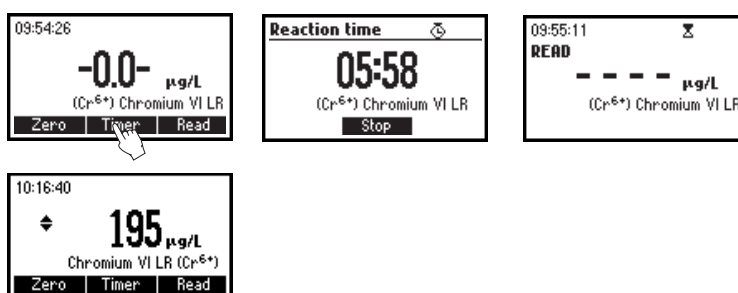 09:54:26
-0.0- µg/L
(Cr6+) Chromium VI LR
Zero Timer Read
Reaction time
05:58
(Cr6+) Chromium VI LR
Stop
09:55:11
READ
- - - - µg/L
(Cr6+) Chromium VI LR
10:16:40
195 µg/L
Chromium VI LR (Cr6+)
Zero Timer Read